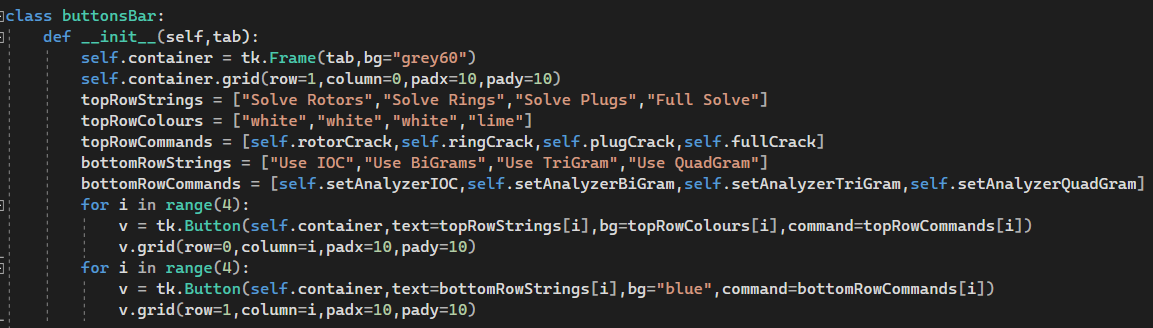 class buttonsBar:
    def __init__(self,tab):
        self.container = tk.Frame(tab,bg="grey60")
        self.container.grid(row=1,column=0,padx=10,pady=10)
        topRowStrings = ["Solve Rotors","Solve Rings","Solve Plugs","Full Solve"]
        topRowColours = ["white","white","white","lime"]
        topRowCommands = [self.rotorCrack,self.ringCrack,self.plugCrack,self.fullCrack]
        bottomRowStrings = ["Use IOC","Use BiGrams","Use TriGram","Use QuadGram"]
        bottomRowCommands = [self.setAnalyzerIOC,self.setAnalyzerBiGram,self.setAnalyzerTriGram,self.setAnalyzerQuadGram]
        for i in range(4):
            v = tk.Button(self.container,text=topRowStrings[i],bg=topRowColours[i],command=topRowCommands[i])
            v.grid(row=0,column=i,padx=10,pady=10)
        for i in range(4):
            v = tk.Button(self.container,text=bottomRowStrings[i],bg="blue",command=bottomRowCommands[i])
            v.grid(row=1,column=i,padx=10,pady=10)